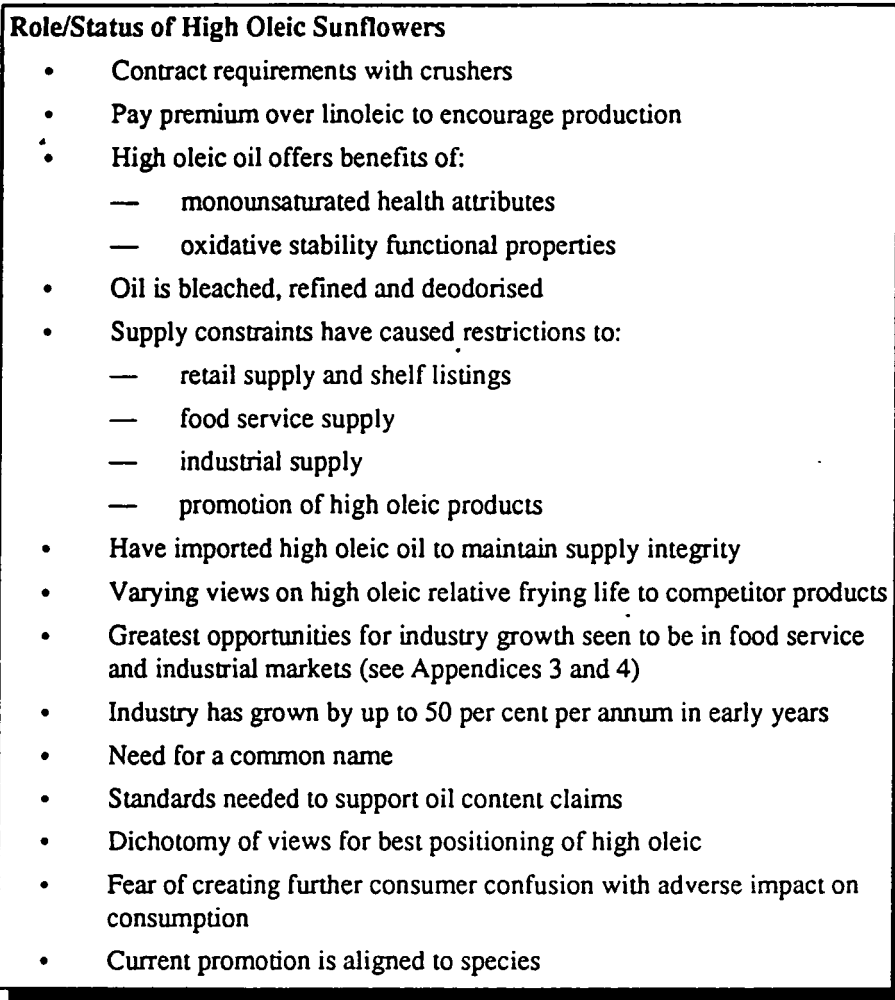 Role/Status of High Oleic Sunflowers
• Contract requirements with crushers
• Pay premium over linoleic to encourage production
• High oleic oil offers benefits of:
— monounsaturated health attributes
— oxidative stability functional properties
• Oil is bleached, refined and deodorised
• Supply constraints have caused restrictions to:
— retail supply and shelf listings
— food service supply
— industrial supply
— promotion of high oleic products
• Have imported high oleic oil to maintain supply integrity
• Varying views on high oleic relative frying life to competitor products
• Greatest opportunities for industry growth seen to be in food service
and industrial markets (see Appendices 3 and 4)
• Industry has grown by up to 50 per cent per annum in early years
• Need for a common name
• Standards needed to support oil content claims
• Dichotomy of views for best positioning of high oleic
• Fear of creating further consumer confusion with adverse impact on
consumption
• Current promotion is aligned to species